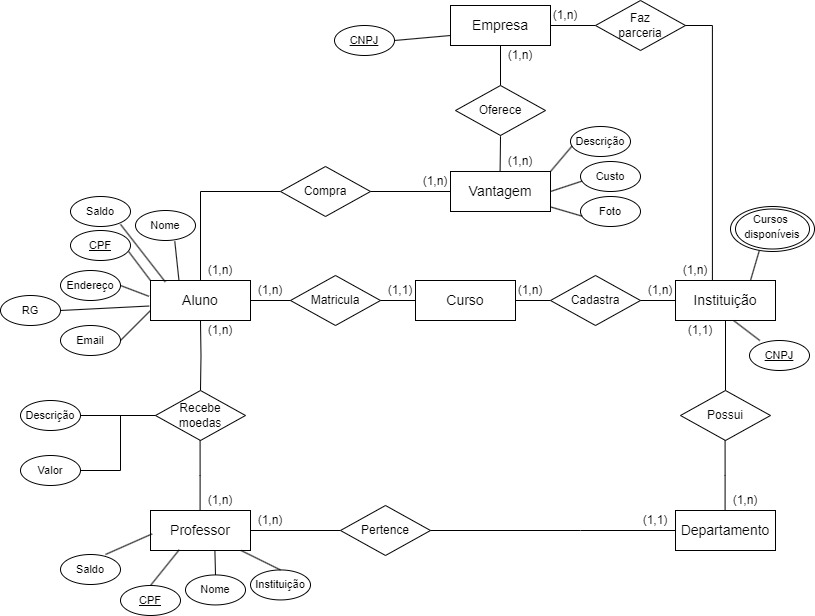 Empresa
(1,n)
Faz
parceria
CNPJ
(1,n)
Oferece
Descrição
(1,n)
Custo
Compra
(1,n)
Vantagem
Foto
Saldo
Nome
Cursos
disponíveis
CPF
(1,n)
(1,n)
Endereço
(1,n)
(1,1)
(1,n)
(1,n)
RG
Aluno
Matricula
Curso
Cadastra
Instituição
Email
(1,n)
(1,1)
CNPJ
Descrição
Recebe
moedas
Possui
Valor
(1,n)
(1,n)
Professor
(1,n)
Pertence
(1,1)
Departamento
Saldo
CPF
Nome
Instituição